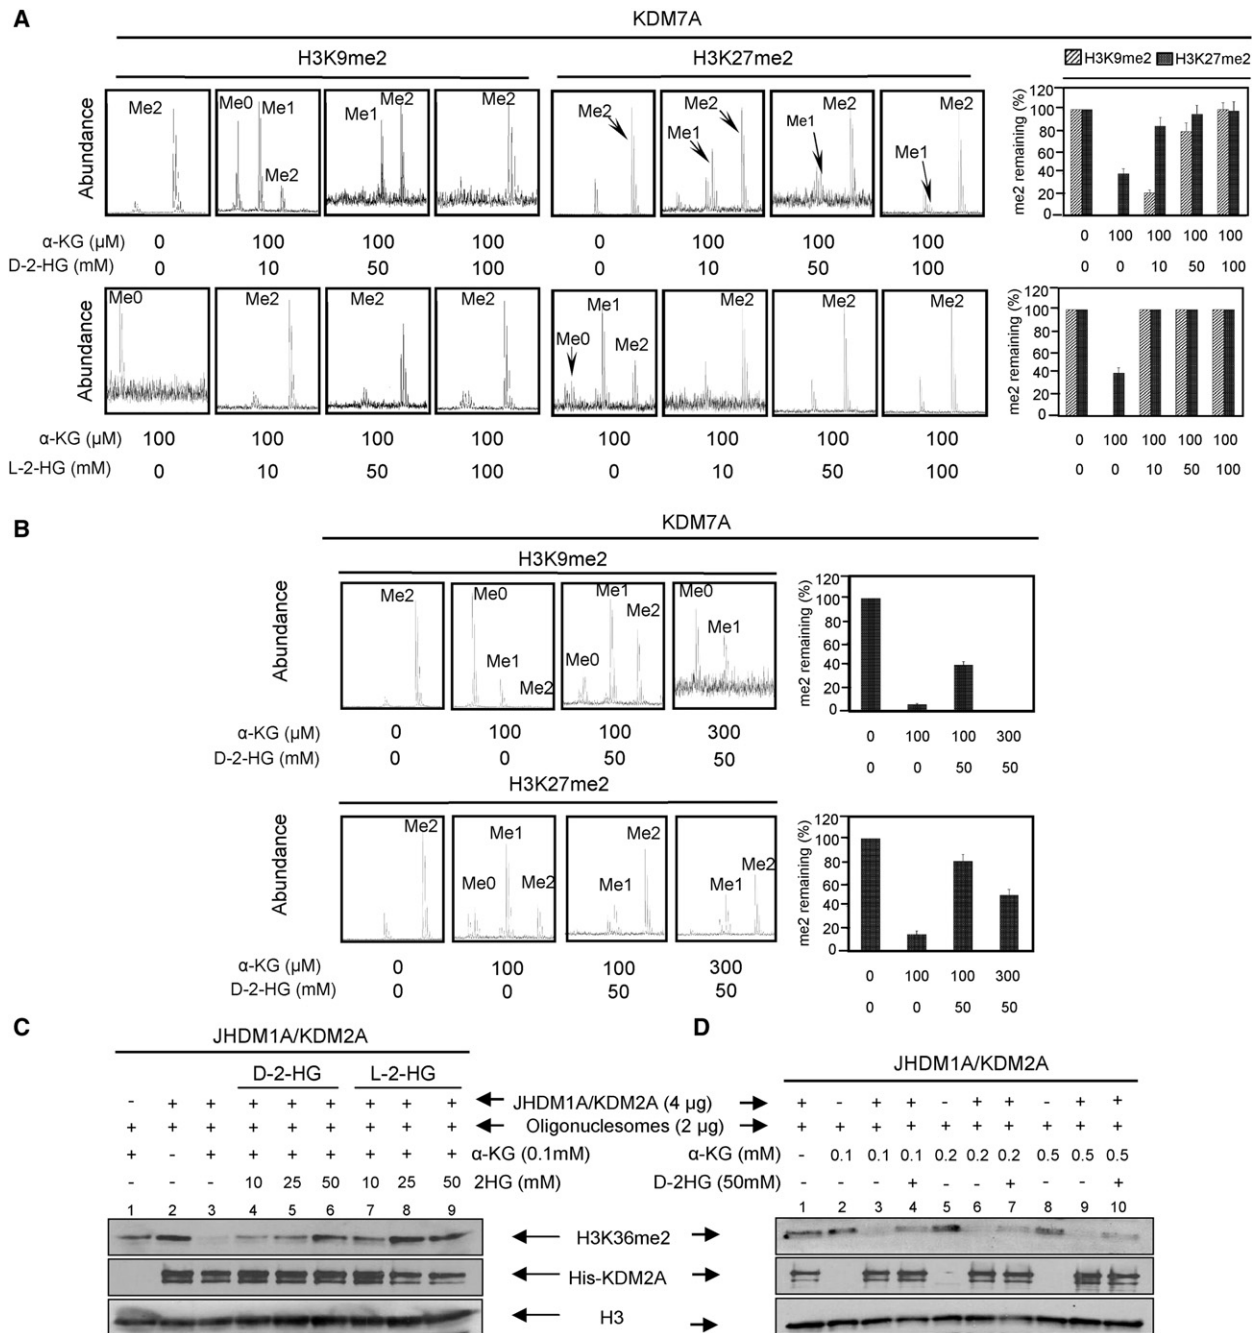 A
KDM7A
H3K9me2
H3K27me2
H3K9me2 H3K27me2
Abundance
Me2
Me0 Me1
Me2
Me1 Me2
Me2
Me2
Me2
Me1
Me2
Me1
Me2
Me1
me2 remaining (%)
120
100
80
60
40
20
0
α-KG (µM) 0 100 100 100 0 100 100 100 0 100 100 100 100
D-2-HG (mM) 0 10 50 100 0 10 50 100 0 0 10 50 100
Abundance
Me0
Me2
Me2
Me2
Me1
Me0 Me2
Me2
Me2
Me2
me2 remaining (%)
120
100
80
60
40
20
0
α-KG (µM) 100 100 100 100 100 100 100 100 0 100 100 100 100
L-2-HG (mM) 0 10 50 100 0 10 50 100 0 0 10 50 100
B
KDM7A
H3K9me2
Abundance
Me2
Me0
Me1
Me2
Me1
Me2
Me0
Me0
Me1
me2 remaining (%)
120
100
80
60
40
20
0
α-KG (µM) 0 100 100 300 0 100 100 300
D-2-HG (mM) 0 0 50 50 0 0 50 50
H3K27me2
Abundance
Me2
Me1
Me0 Me2
Me2
Me1
Me2
Me1
me2 remaining (%)
120
100
80
60
40
20
0
α-KG (µM) 0 100 100 300 0 100 100 300
D-2-HG (mM) 0 0 50 50 0 0 50 50
C
JHDM1A/KDM2A
D-2-HG L-2-HG
- + + + + + + + + JHDM1A/KDM2A (4 µg)
+ + + + + + + + + Oligonuclesomes (2 µg)
+ - + + + + + + + α-KG (0.1mM)
- - - 10 25 50 10 25 50 2HG (mM)
1 2 3 4 5 6 7 8 9
H3K36me2
His-KDM2A
H3
D
JHDM1A/KDM2A
+ - + + - + + - + +
+ + + + + + + + + +
α-KG (mM) - 0.1 0.1 0.1 0.2 0.2 0.2 0.5 0.5 0.5
D-2HG (50mM) - - - + - - + - - +
1 2 3 4 5 6 7 8 9 10